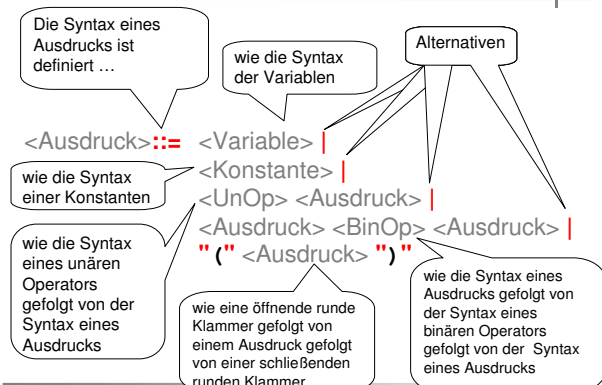 Die Syntax eines
Ausdrucks ist
definiert …
wie die Syntax
der Variablen
Alternativen
<Ausdruck>::= <Variable> |
<Konstante> |
<UnOp> <Ausdruck> |
<Ausdruck> <BinOp> <Ausdruck> |
"(" <Ausdruck> ")"
wie die Syntax
einer Konstanten
wie die Syntax
eines unären
Operators
gefolgt von der
Syntax eines
Ausdrucks
wie eine öffnende runde
Klammer gefolgt von
einem Ausdruck gefolgt
von einer schließenden
runden Klammer
wie die Syntax eines
Ausdrucks gefolgt von
der Syntax eines
binären Operators
gefolgt von der Syntax
eines Ausdrucks